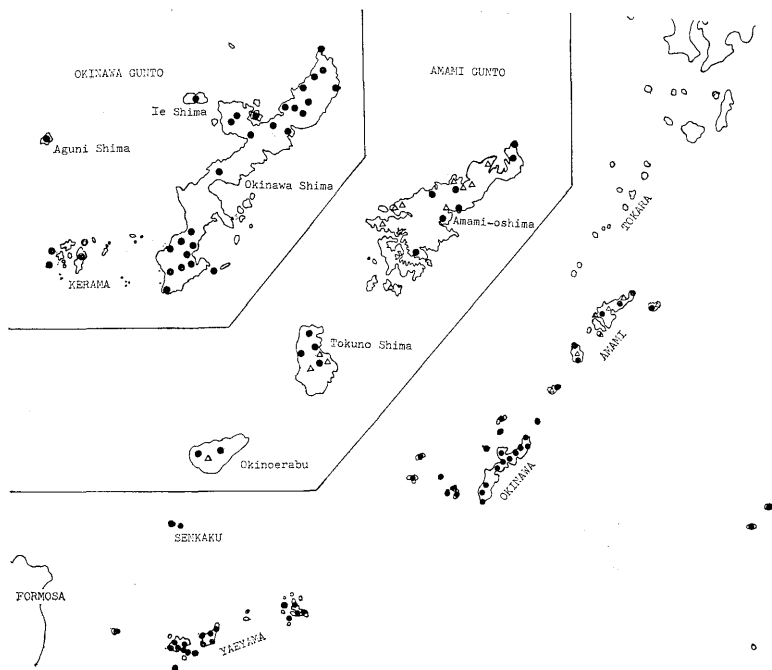 OKINAWA GUNTO
AMAMI GUNTO
Ie Shima
Aguni Shima
Okinawa Shima
KERAMA
Amami-oshima
Tokuno Shima
Okinoerabu
TOKARA
AMAMI
OKINAWA
SENKAKU
FORMOSA
YAEYAMA